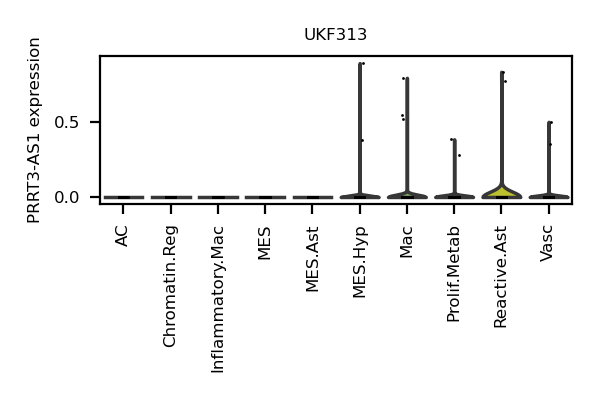 UKF313
PRRT3-AS1 expression
0.5
0.0
AC
Chromatin.Reg
Inflammatory.Mac
MES
MES.Ast
MES.Hyp
Mac
Prolif.Metab
Reactive.Ast
Vasc